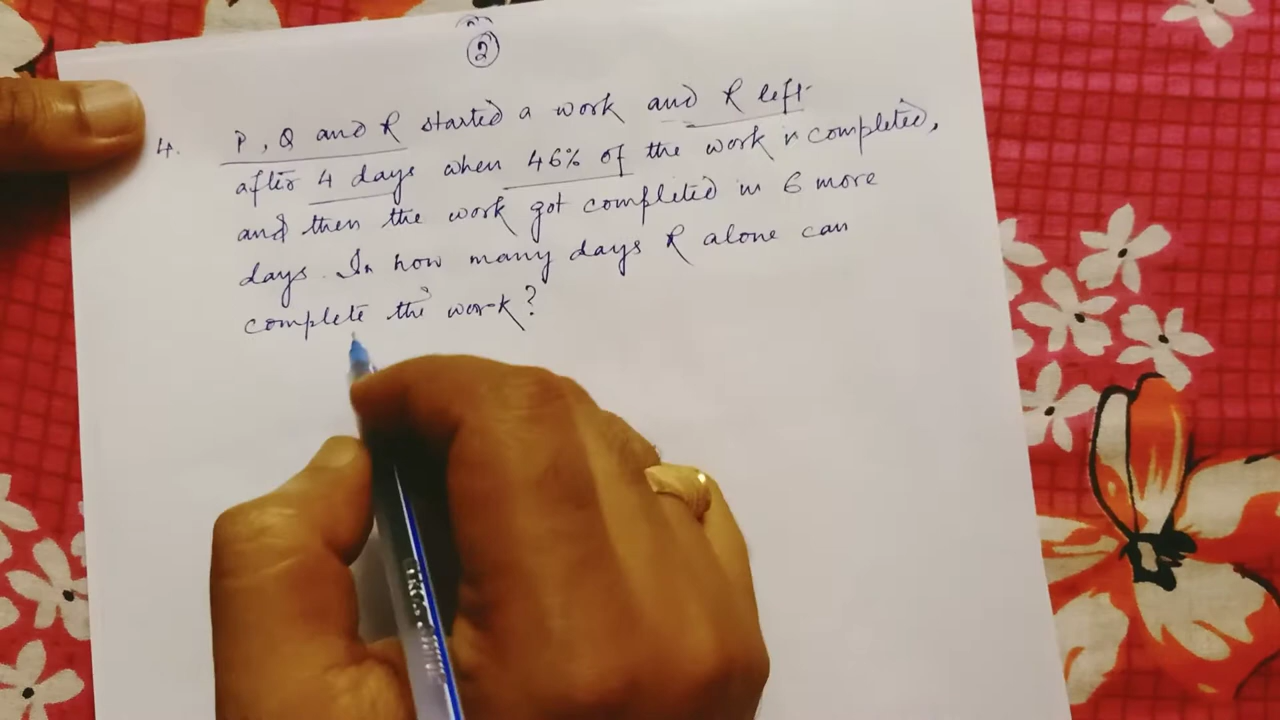 2
4. P, Q and R started a work and R left
after 4 days when 46% of the work is completed,
and then the work got completed in 6 more
days. In how many days R alone can
complete the work?